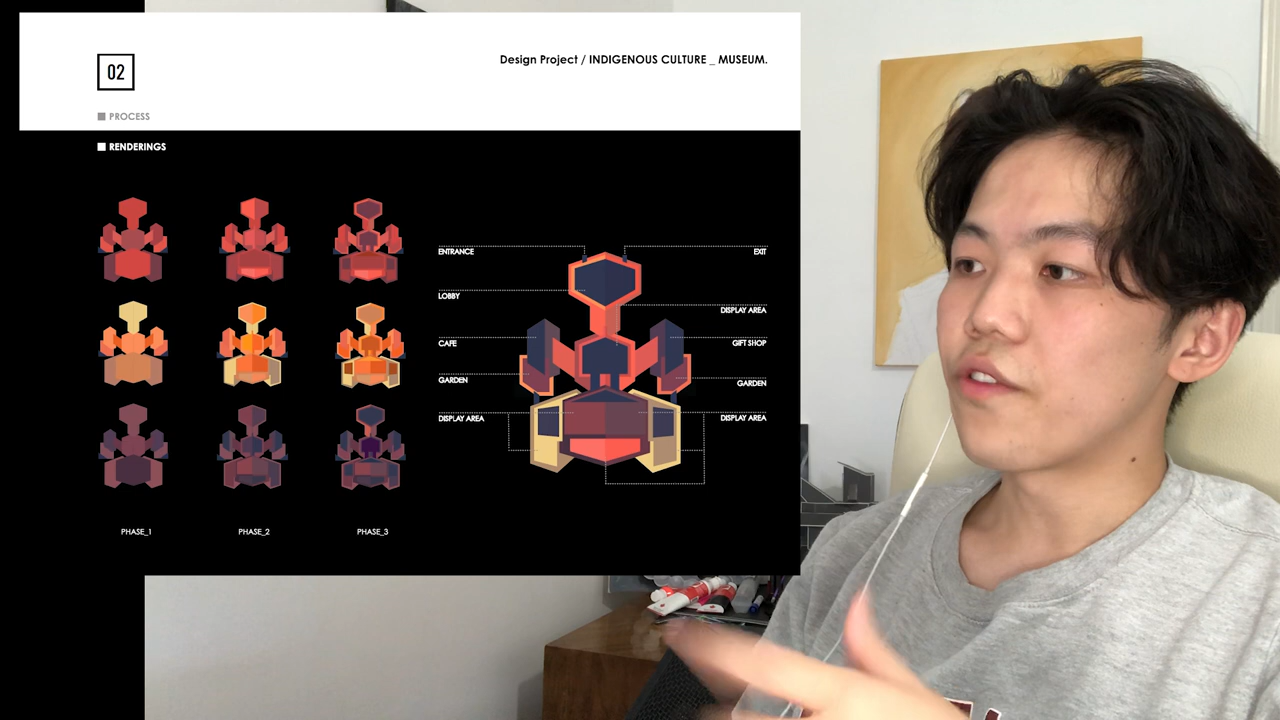 02
Design Project / INDIGENOUS CULTURE _ MUSEUM.
PROCESS
RENDERINGS
ENTRANCE
EXIT
LOBBY
DISPLAY AREA
CAFE
GIFT SHOP
GARDEN
GARDEN
DISPLAY AREA
DISPLAY AREA
PHASE_1
PHASE_2
PHASE_3